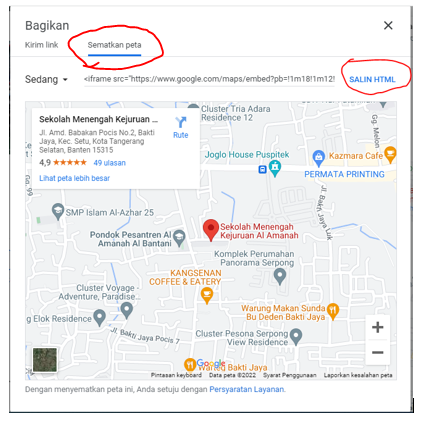 Bagikan
Kirim link
Sematkan peta
Sedang
<iframe src="https://www.google.com/maps/embed?pb=!1m18!1m12!
SALIN HTML
Sekolah Menengah Kejuruan ...
Jl. Amd. Babakan Pocis No.2, Bakti
Jaya, Kec. Setu, Kota Tangerang
Selatan, Banten 15315
Rute
4,9
49 ulasan
Lihat peta lebih besar
Cluster Tria Adara
Residence 12
Gg. Melon
Kazmara Cafe
Joglo House Puspitek
PERMATA PRINTING
Jl. Bakti Jaya Luk
SMP Islam Al-Azhar 25
Pondok Pesantren Al
Amanah Al Bantani
Sekolah Menengah
Kejuruan Al Amanah
Komplek Perumahan
Panorama Serpong
KANGSENAN
COFFEE & EATERY
Cluster Voyage -
Adventure, Paradise...
Warung Makan Sunda
Bu Deden Bakti Jaya
g Elok Residence
Jl. Bakti Jaya Pocis 7
Cluster Pesona Serpong
View Residence
Google
Warteg Bakti Jaya
Pintasan keyboard
Data peta ©2022
Syarat Penggunaan
Laporkan kesalahan peta
Dengan menyematkan peta ini, Anda setuju dengan Persyaratan Layanan.